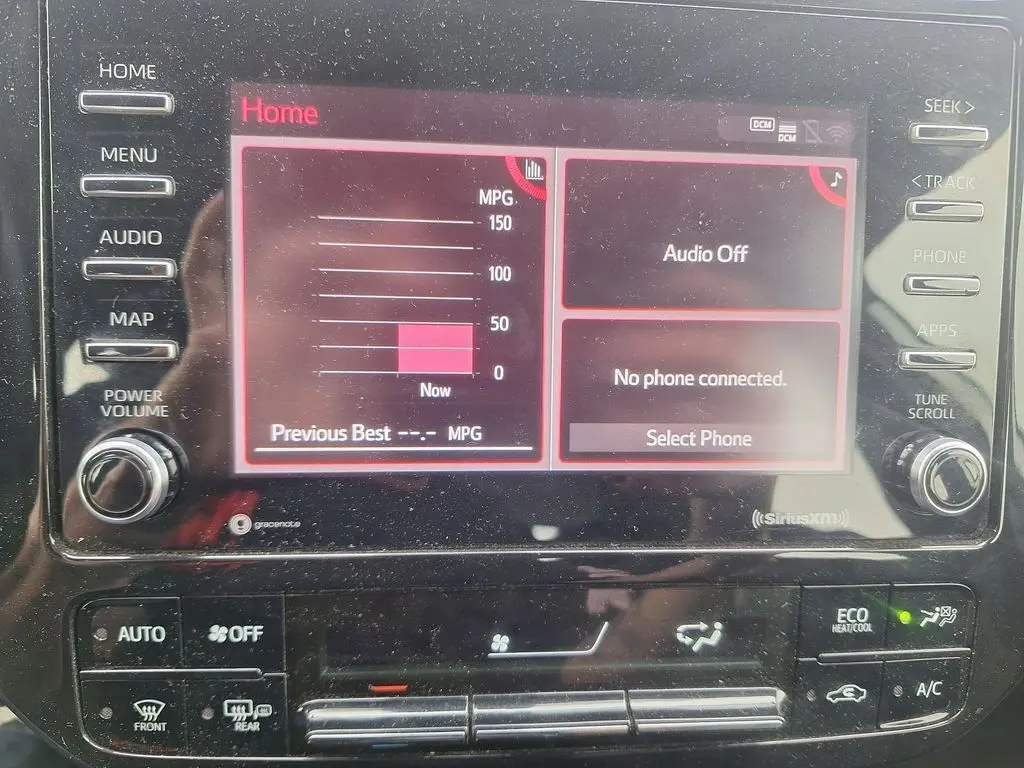 HOME
MENU
AUDIO
MAP
POWER
VOLUME
Home
DCM
DCM
MPG
150
100
50
0
Now
Previous Best --.- MPG
Audio Off
No phone connected.
Select Phone
SEEK >
< TRACK
PHONE
APPS
TUNE
SCROLL
g gracenote
((SiriusXM))
AUTO
OFF
ECO
HEAT/COOL
FRONT
REAR
A/C